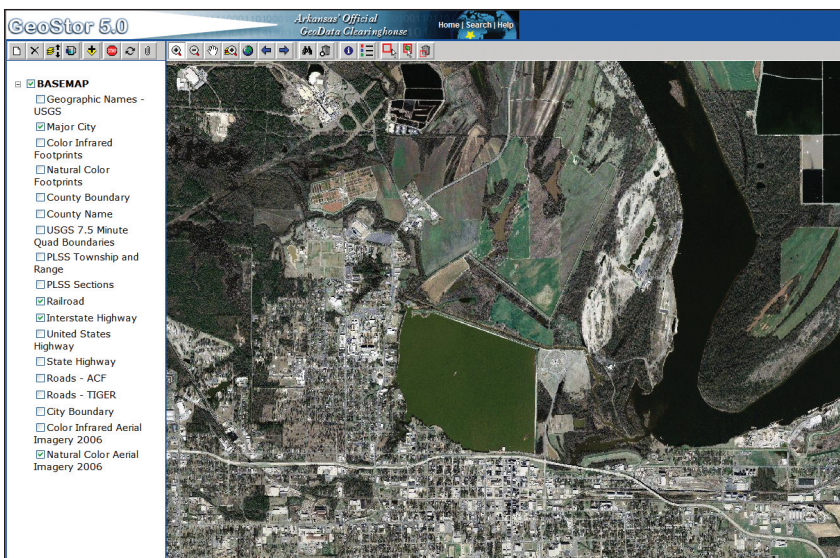 GeoStor 5.0
Arkansas' Official
GeoData Clearinghouse
Home | Search | Help
STOP
BASEMAP
Geographic Names -
USGS
Major City
Color Infrared
Footprints
Natural Color
Footprints
County Boundary
County Name
USGS 7.5 Minute
Quad Boundaries
PLSS Township and
Range
PLSS Sections
Railroad
Interstate Highway
United States
Highway
State Highway
Roads - ACF
Roads - TIGER
City Boundary
Color Infrared Aerial
Imagery 2006
Natural Color Aerial
Imagery 2006